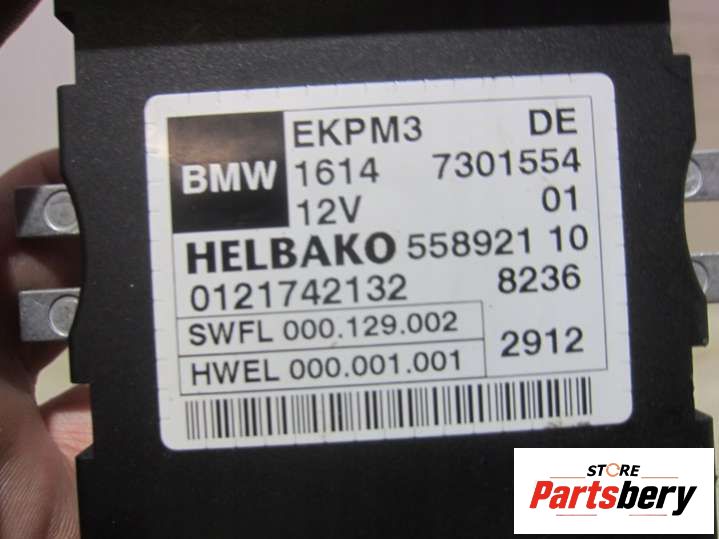 BMW EKPM3 DE
1614 7301554
12V 01
HELBAKO 558921 10
0121742132 8236
SWFL 000.129.002
HWEL 000.001.001 2912
STORE
Partsbery